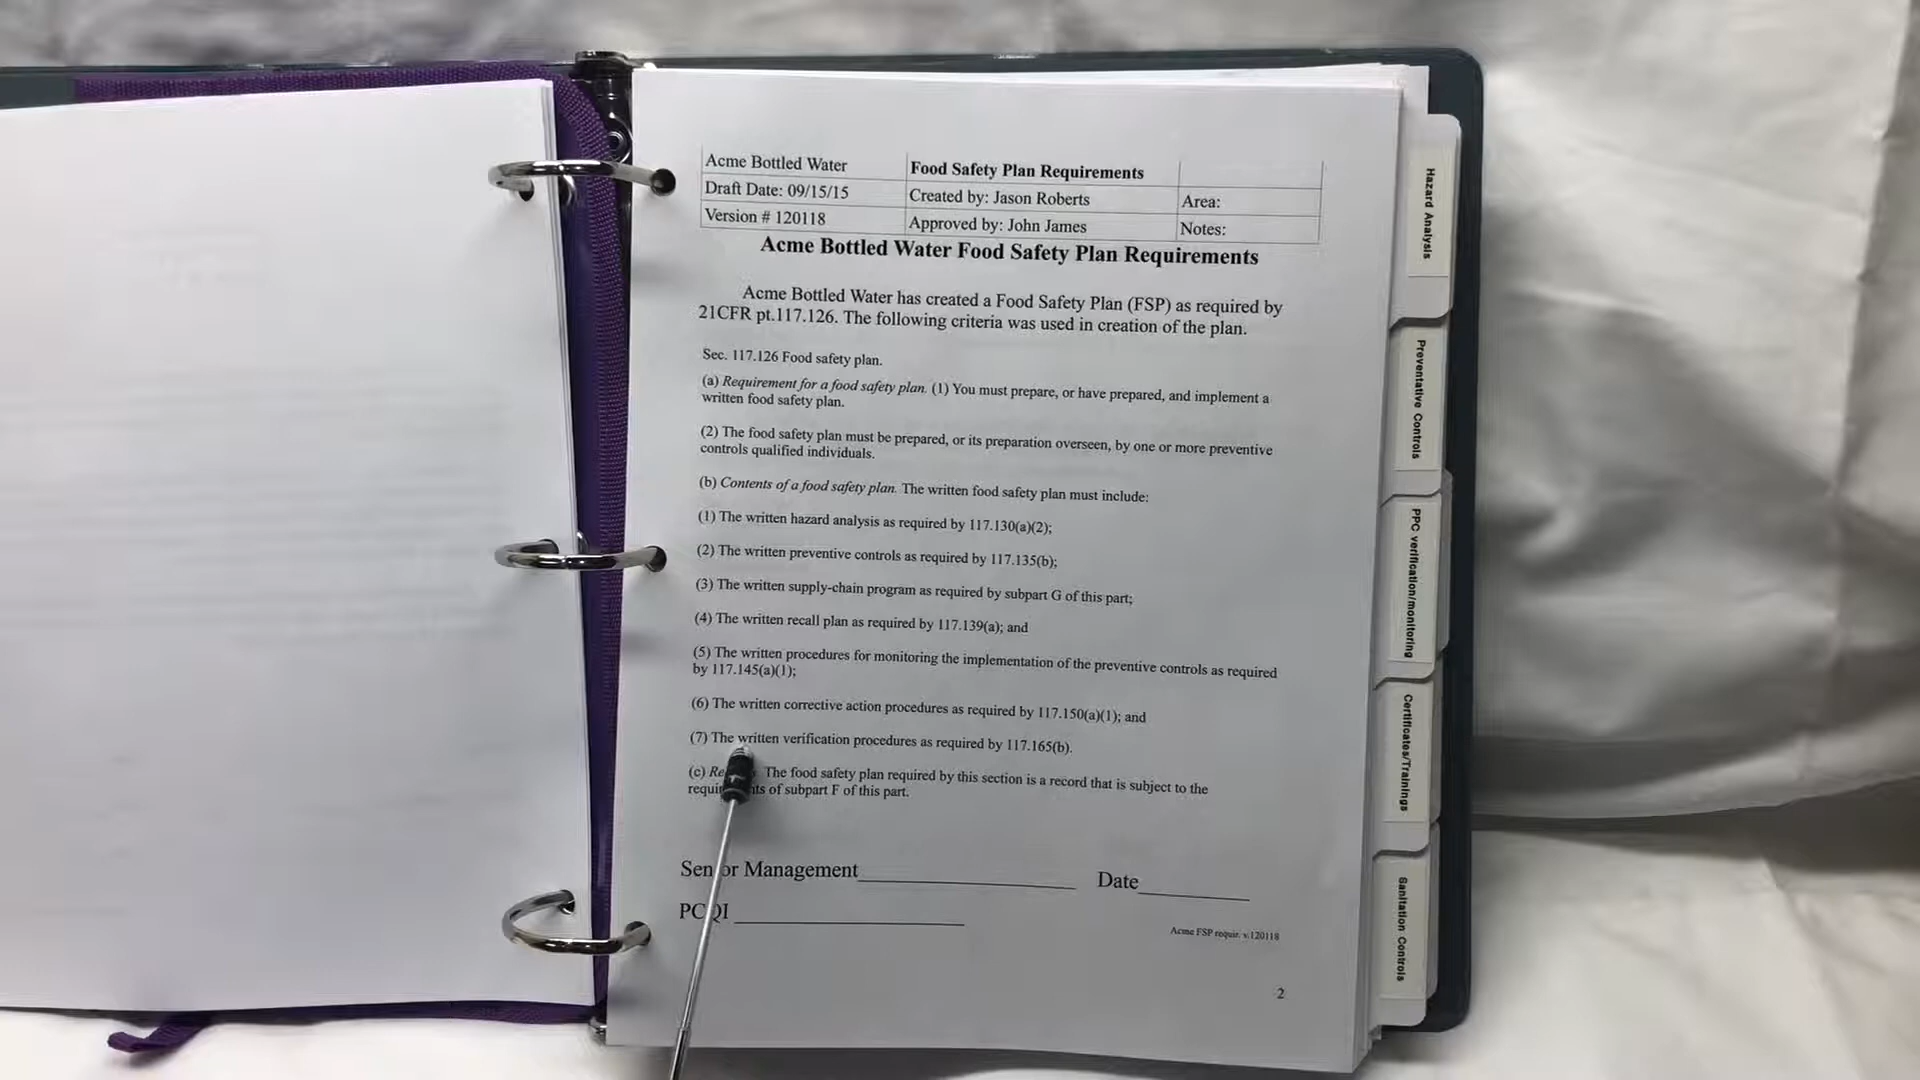 Acme Bottled Water
Food Safety Plan Requirements
Draft Date: 09/15/15
Created by: Jason Roberts
Area:
Version # 120118
Approved by: John James
Notes:
Acme Bottled Water Food Safety Plan Requirements
Acme Bottled Water has created a Food Safety Plan (FSP) as required by
21CFR pt.117.126. The following criteria was used in creation of the plan.
Sec. 117.126 Food safety plan.
(a) Requirement for a food safety plan. (1) You must prepare, or have prepared, and implement a
written food safety plan.
(2) The food safety plan must be prepared, or its preparation overseen, by one or more preventive
controls qualified individuals.
(b) Contents of a food safety plan. The written food safety plan must include:
(1) The written hazard analysis as required by 117.130(a)(2);
(2) The written preventive controls as required by 117.135(b);
(3) The written supply-chain program as required by subpart G of this part;
(4) The written recall plan as required by 117.139(a); and
(5) The written procedures for monitoring the implementation of the preventive controls as required
by 117.145(a)(1);
(6) The written corrective action procedures as required by 117.150(a)(1); and
(7) The written verification procedures as required by 117.165(b).
(c) The food safety plan required by this section is a record that is subject to the
of subpart F of this part.
Senior Management Date
PCQI
Acme FSP requir. v.120118
2
Hazard Analysis
Preventative Controls
PPC verification/monitoring
Certificates/Trainings
Sanitation Controls